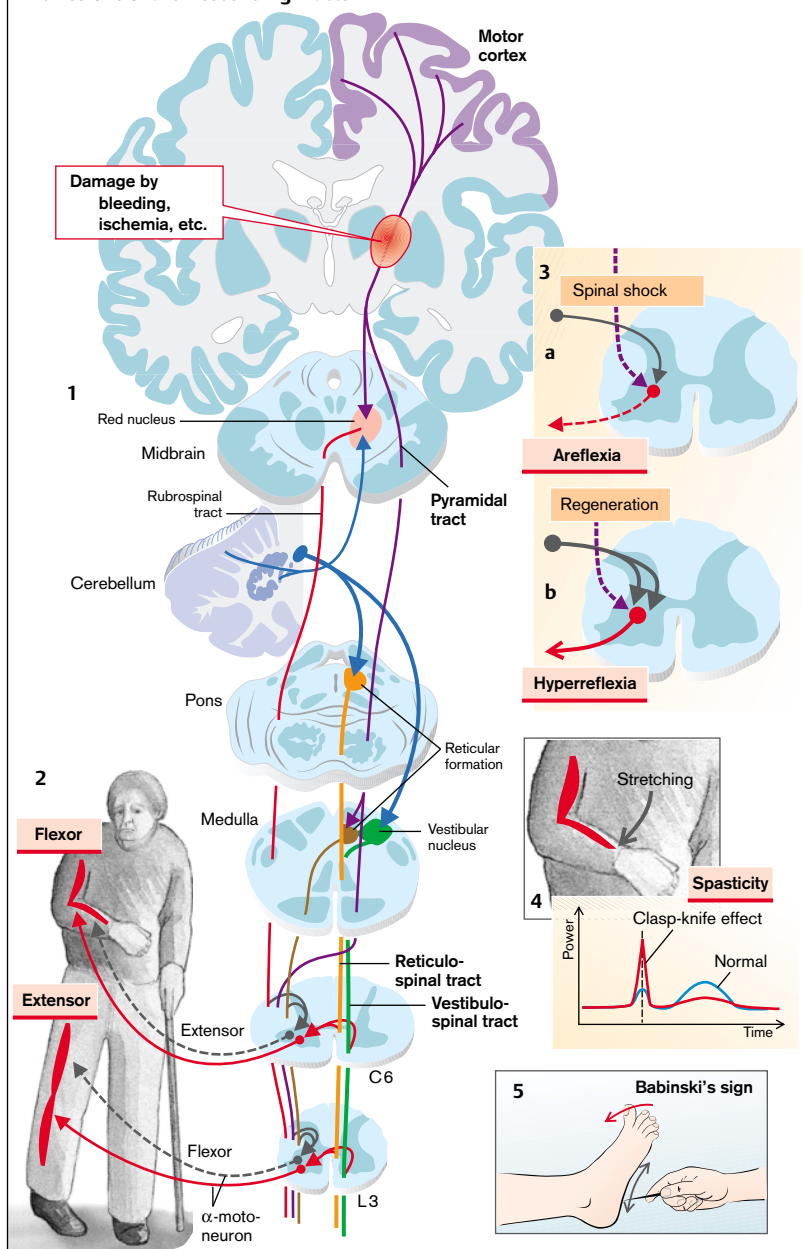 Motor
cortex
Damage by
bleeding,
ischemia, etc.
1
Red nucleus
Midbrain
Rubrospinal
tract
Pyramidal
tract
Cerebellum
Pons
Reticular
formation
Medulla
Vestibular
nucleus
Reticulo-
spinal tract
Vestibulo-
spinal tract
C6
L3
2
Flexor
Extensor
Extensor
Flexor
α-moto-
neuron
3
Spinal shock
a
Areflexia
Regeneration
b
Hyperreflexia
Stretching
4
Spasticity
Clasp-knife effect
Power
Normal
Time
5
Babinski's sign